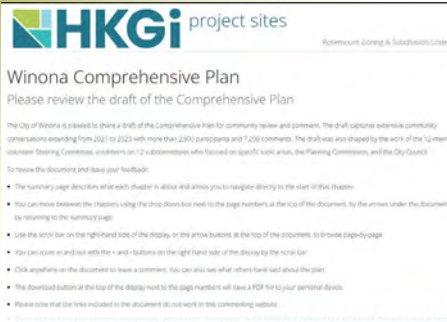 HKGi project sites
Rosemount Zoning & Subdivision Code
Winona Comprehensive Plan
Please review the draft of the Comprehensive Plan
The City of Winona is pleased to share a draft of the Comprehensive Plan for community review and comment. The draft captures extensive community
conversations extending from 2021 to 2023 with more than 2,900 participants and 7,200 comments. The draft was also shaped by the work of the 12-mem
volunteer Steering Committee, volunteers on 12 subcommittees who focused on specific topic areas, the Planning Commission, and the City Council.
To review the document and leave your feedback:
• The summary page describes what each chapter is about and allows you to navigate directly to the start of this chapter.
• You can move between the chapters using the drop down box next to the page numbers at the top of the document, by the arrows under this document
by returning to the summary page.
• Use the scroll bar on the right-hand side of the display, or the arrow buttons at the top of the document, to browse page-by-page.
• You can zoom in and out with the + and - buttons on the right hand side of the display by the scroll bar.
• Click anywhere on the document to leave a comment. You can also see what others have said about the plan.
• The download button at the top of the display next to the page numbers will save a PDF file to your personal device.
• Please note that the links included in the document do not work in this commenting website.